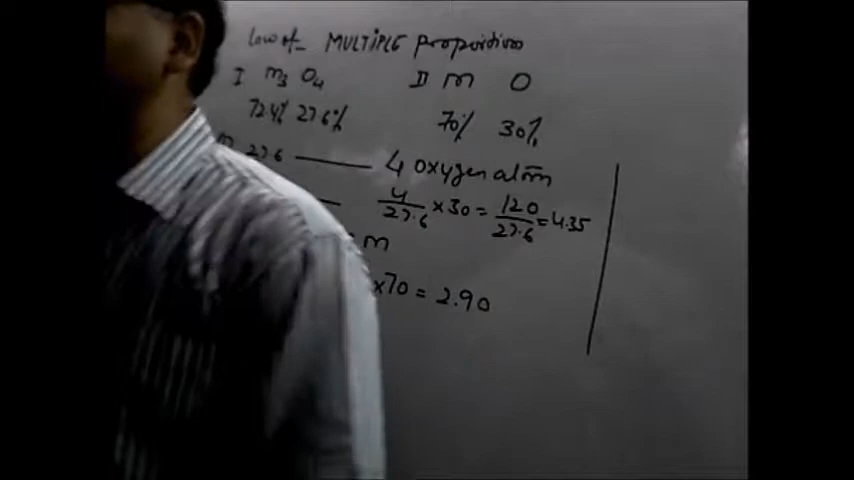 Law of MULTIPLE proportion
I M3 O4 II M O
72.4% 27.6% 70% 30%
27.6 — 4 oxygen atom
4/27.6 x 30 = 120/27.6 = 4.35
m
x70 = 2.90